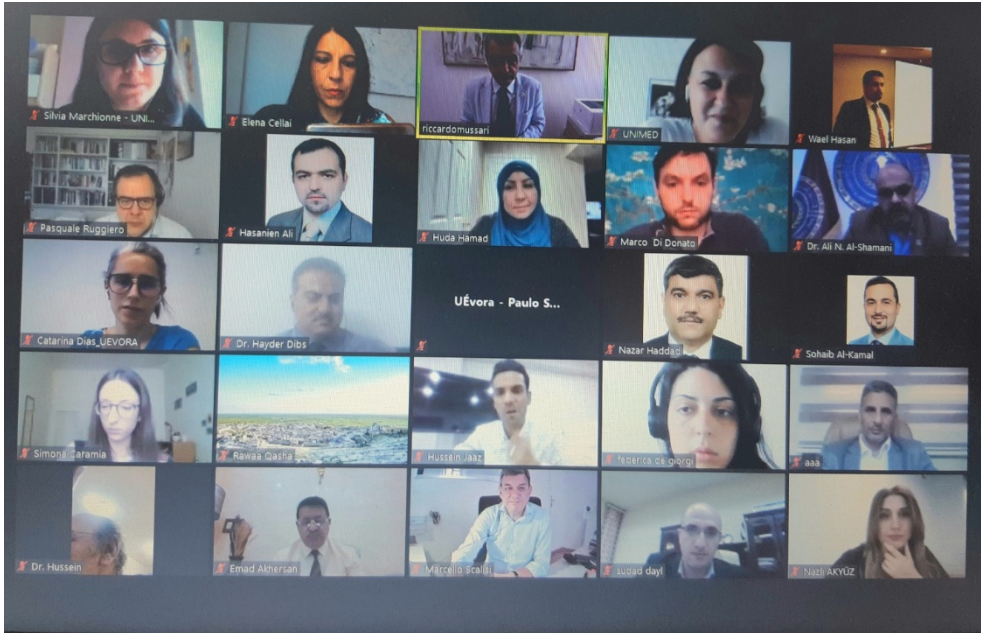 Silvia Marchionne - UNI...
Elena Cellai
riccardomussari
UNIMED
Wael Hasan
Pasquale Ruggiero
Hasanien Ali
Huda Hamad
Marco Di Donato
Dr. Ali N. Al-Shamani
Catarina Dias_UEVORA
Dr. Hayder Dibs
UÉvora - Paulo S...
Nazar Haddad
Sohaib Al-Kamal
Simona Caramia
Rawaa Qasha
Hussein Jaaz
federica de giorgi
aaa
Dr. Hussein
Emad Akhersan
Marcello Scalisi
suaad dayl
Nazli AKYÜZ